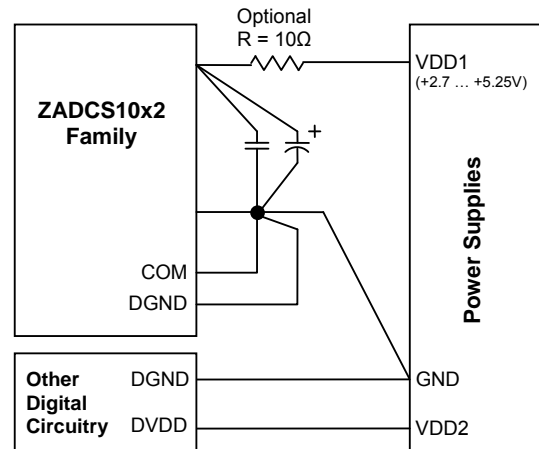 Optional
R = 10Ω
VDD1
(+2.7 ... +5.25V)
ZADCS10x2
Family
+
Power Supplies
COM
DGND
Other
Digital
Circuitry
DGND
DVDD
GND
VDD2